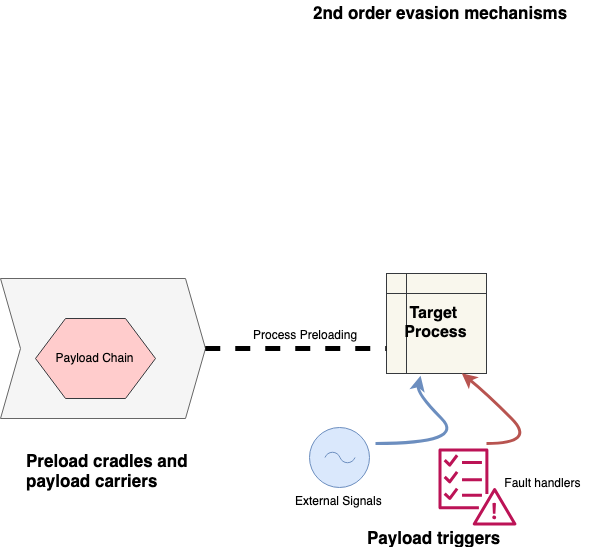 2nd order evasion mechanisms
Process Preloading
Target
Process
Payload Chain
Preload cradles and
payload carriers
External Signals
Fault handlers
Payload triggers